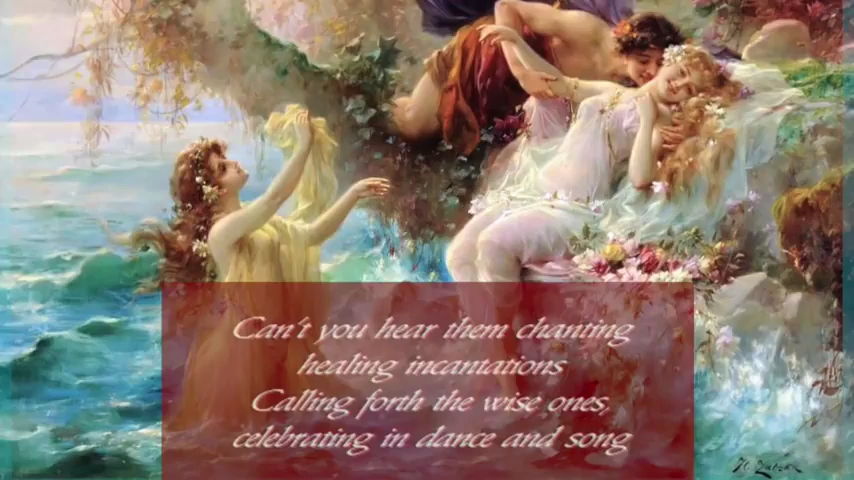 Can't you hear them chanting
healing incantations
Calling forth the wise ones,
celebrating in dance and song